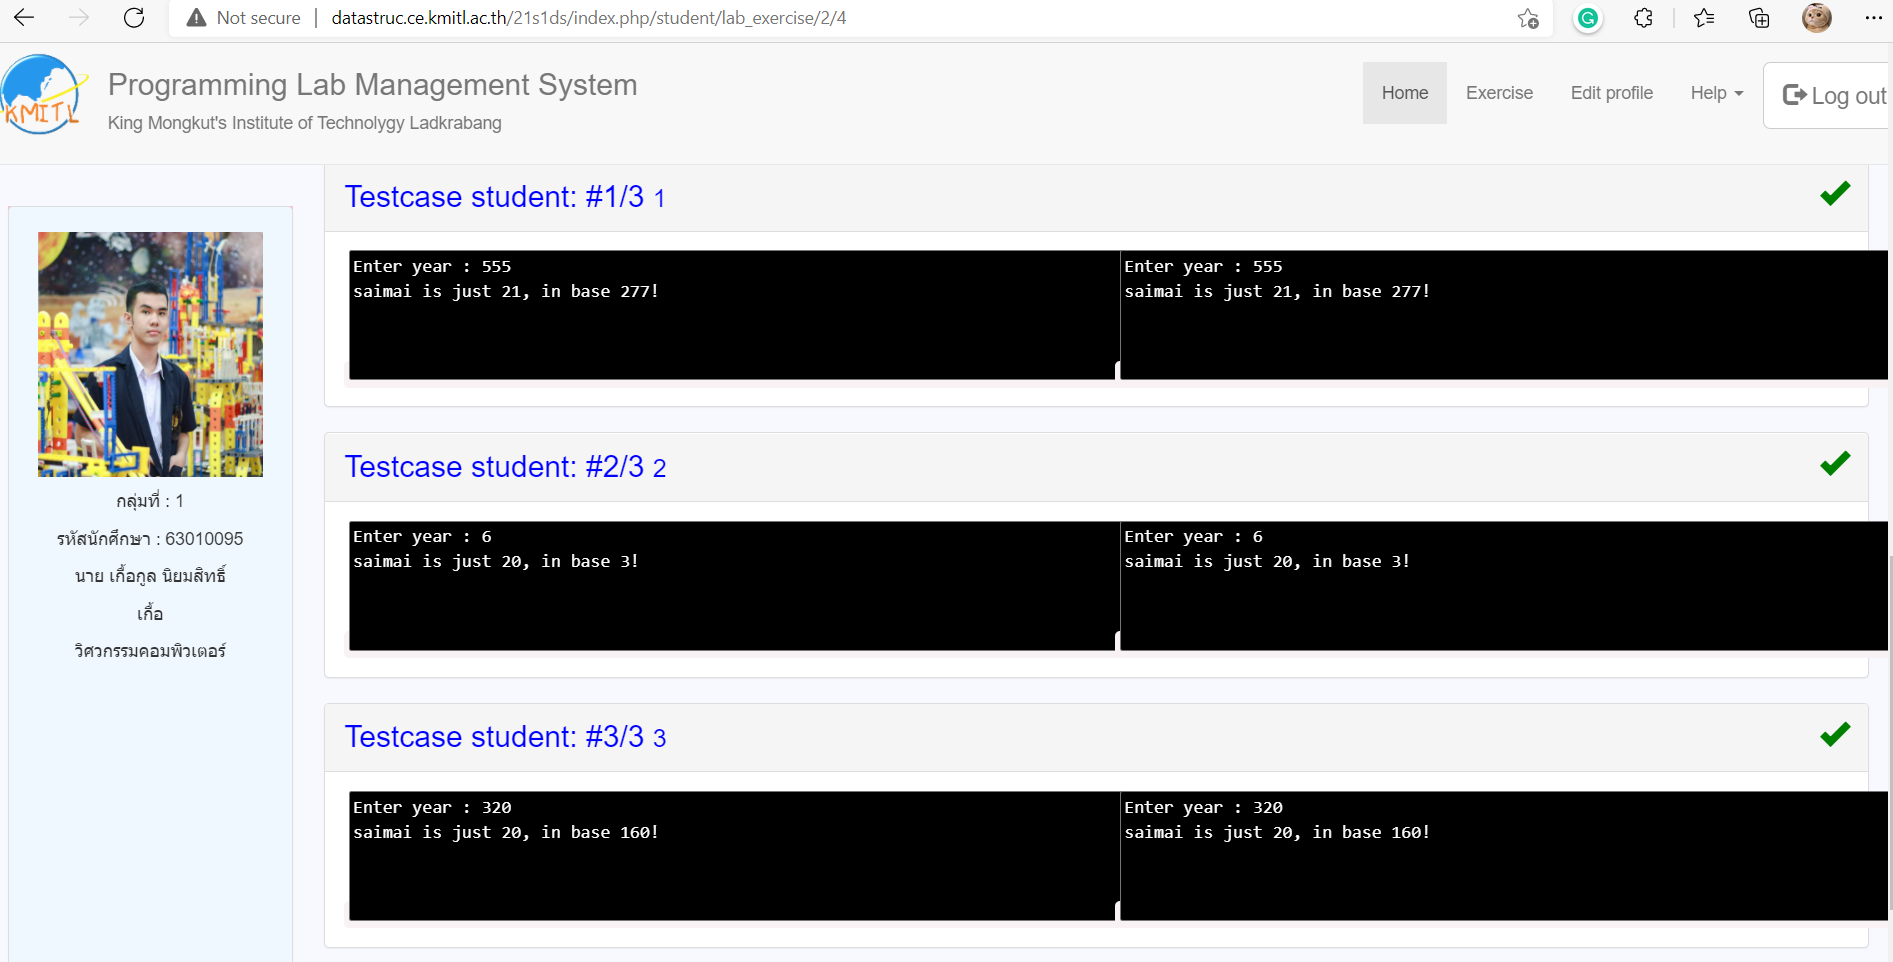 Not secure
datastruc.ce.kmitl.ac.th/21s1ds/index.php/student/lab_exercise/2/4
KMITL
Programming Lab Management System
King Mongkut's Institute of Technolygy Ladkrabang
Home
Exercise
Edit profile
Help
Log out
กลุ่มที่ : 1
รหัสนักศึกษา : 63010095
นาย เกื้อกูล นิยมสิทธิ์
เกื้อ
วิศวกรรมคอมพิวเตอร์
Testcase student: #1/3 1
Enter year : 555
saimai is just 21, in base 277!
Enter year : 555
saimai is just 21, in base 277!
Testcase student: #2/3 2
Enter year : 6
saimai is just 20, in base 3!
Enter year : 6
saimai is just 20, in base 3!
Testcase student: #3/3 3
Enter year : 320
saimai is just 20, in base 160!
Enter year : 320
saimai is just 20, in base 160!